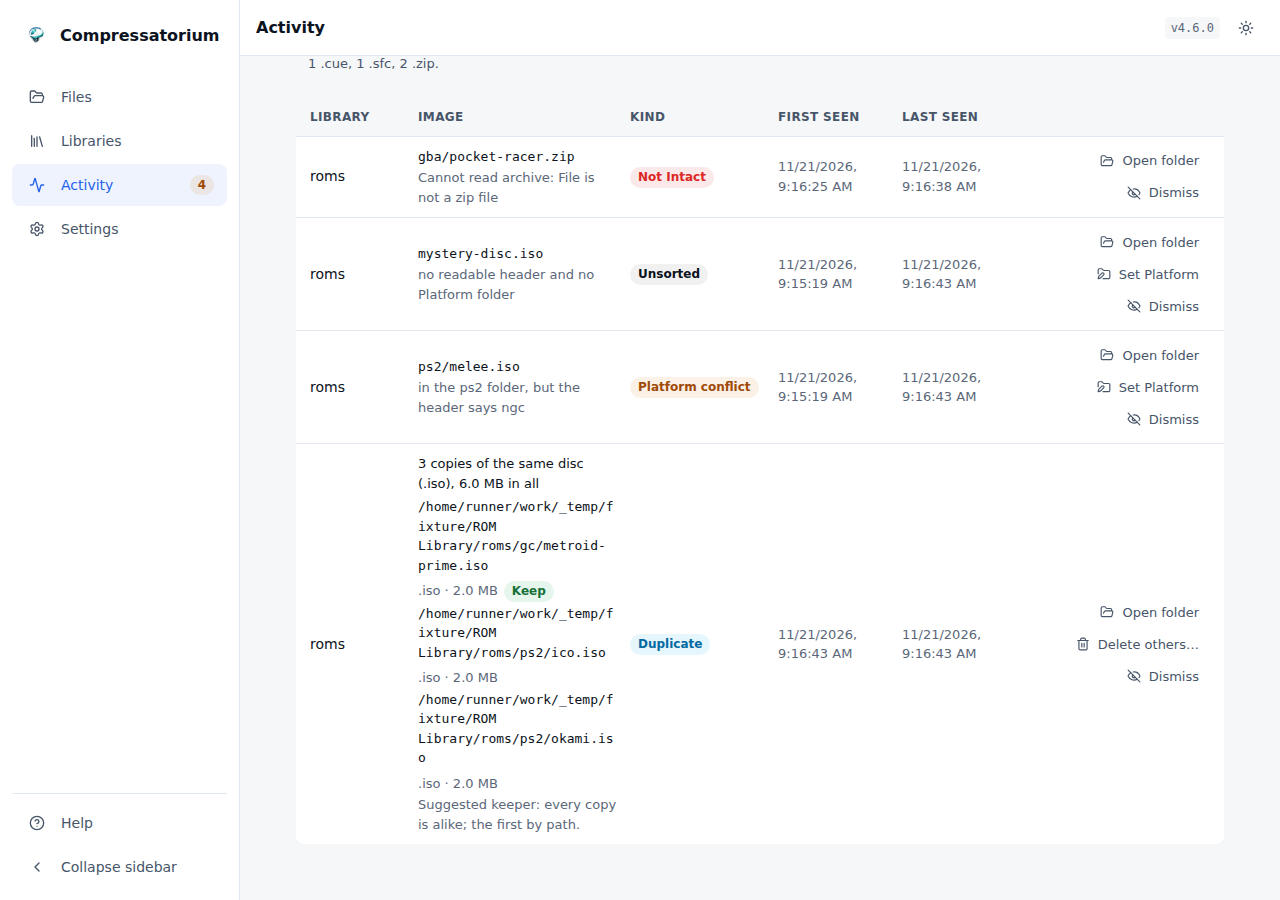 Compressatorium
Files
Libraries
Activity
4
Settings
Help
Collapse sidebar
Activity
v4.6.0
1 .cue, 1 .sfc, 2 .zip.
LIBRARY
IMAGE
KIND
FIRST SEEN
LAST SEEN
roms
gba/pocket-racer.zip
Cannot read archive: File is
not a zip file
Not Intact
11/21/2026,
9:16:25 AM
11/21/2026,
9:16:38 AM
Open folder
Dismiss
roms
mystery-disc.iso
no readable header and no
Platform folder
Unsorted
11/21/2026,
9:15:19 AM
11/21/2026,
9:16:43 AM
Open folder
Set Platform
Dismiss
roms
ps2/melee.iso
in the ps2 folder, but the
header says ngc
Platform conflict
11/21/2026,
9:15:19 AM
11/21/2026,
9:16:43 AM
Open folder
Set Platform
Dismiss
roms
3 copies of the same disc
(.iso), 6.0 MB in all
/home/runner/work/_temp/f
ixture/ROM
Library/roms/gc/metroid-
prime.iso
.iso · 2.0 MB Keep
/home/runner/work/_temp/f
ixture/ROM
Library/roms/ps2/ico.iso
.iso · 2.0 MB
/home/runner/work/_temp/f
ixture/ROM
Library/roms/ps2/okami.is
o
.iso · 2.0 MB
Suggested keeper: every copy
is alike; the first by path.
Duplicate
11/21/2026,
9:16:43 AM
11/21/2026,
9:16:43 AM
Open folder
Delete others…
Dismiss